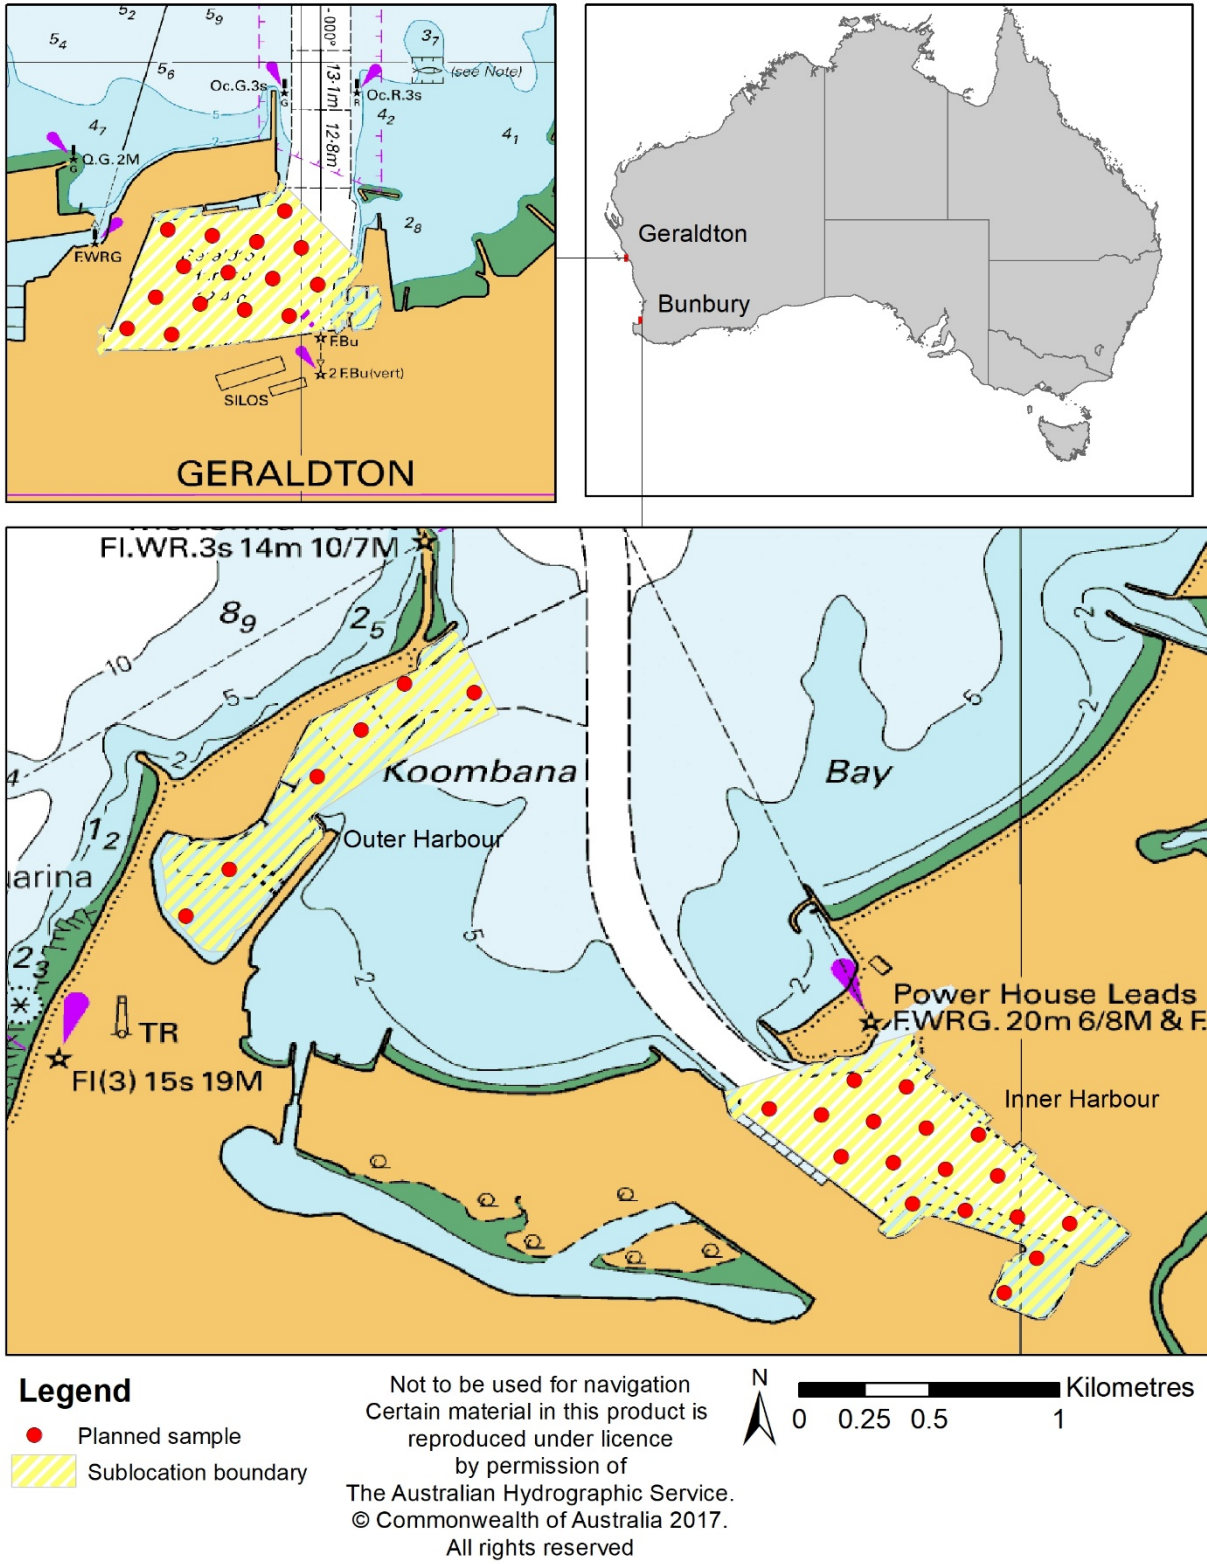 5₂
5₉
5₄
5₆
000°
13·1m
12·8m
3₇
(see Note)
Oc.G.3s
G
Oc.R.3s
R
4₂
4₁
5
2
4₇
Q.G.2M
G
F.WRG
2₈
F.Bu
2 F.Bu(vert)
SILOS
GERALDTON
Geraldton
Bunbury
Fl.WR.3s 14m 10/7M
8₉
2₅
10
5
2
4
1₂
uarina
2₃
TR
Fl(3) 15s 19M
Koombana
Bay
Outer Harbour
5
2
5
2
2
2
Power House Leads
F.WRG. 20m 6/8M & F.
Inner Harbour
Legend
Planned sample
Sublocation boundary
Not to be used for navigation
Certain material in this product is
reproduced under licence
by permission of
The Australian Hydrographic Service.
© Commonwealth of Australia 2017.
All rights reserved
N
Kilometres
0 0.25 0.5 1